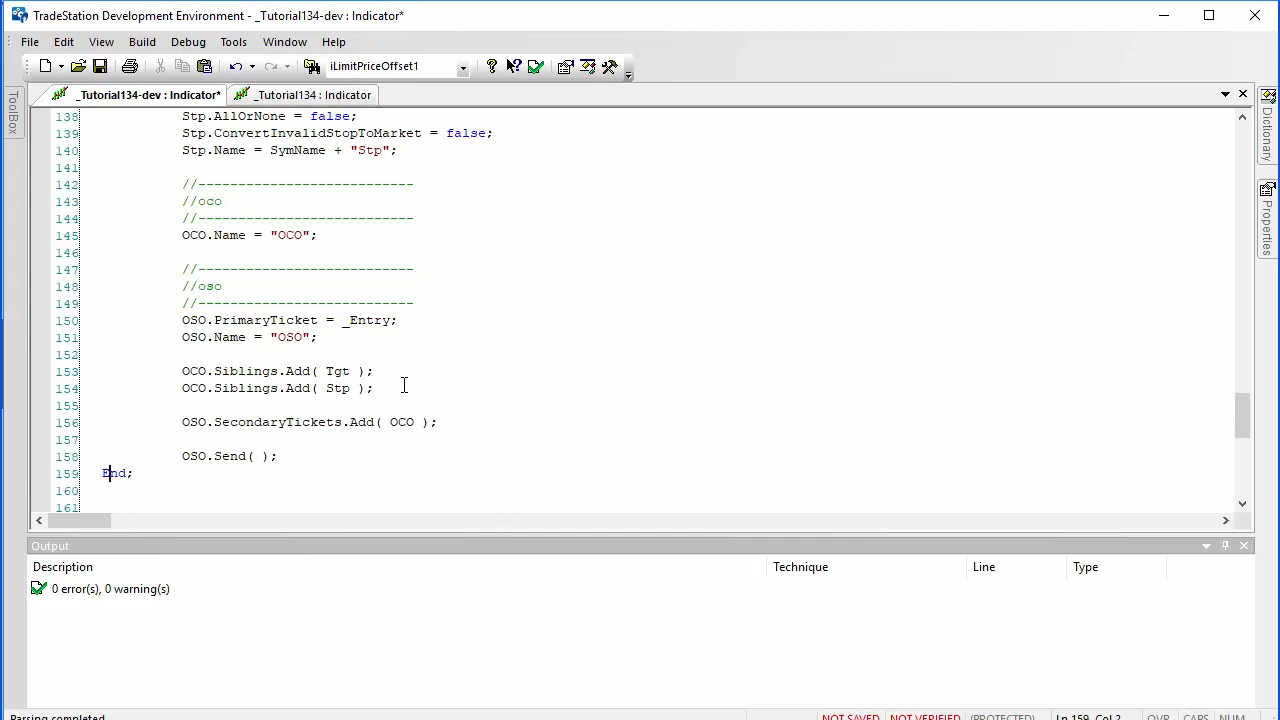 TradeStation Development Environment - _Tutorial134-dev : Indicator*
File Edit View Build Debug Tools Window Help
iLimitPriceOffset1
ToolBox
_Tutorial134-dev : Indicator*
_Tutorial134 : Indicator
138 Stp.AllOrNone = false;
139 Stp.ConvertInvalidStopToMarket = false;
140 Stp.Name = SymName + "Stp";
141
142 //---------------------------
143 //oco
144 //---------------------------
145 OCO.Name = "OCO";
146
147 //---------------------------
148 //oso
149 //---------------------------
150 OSO.PrimaryTicket = _Entry;
151 OSO.Name = "OSO";
152
153 OCO.Siblings.Add( Tgt );
154 OCO.Siblings.Add( Stp );
155
156 OSO.SecondaryTickets.Add( OCO );
157
158 OSO.Send( );
159 End;
160
161
Dictionary
Properties
Output
Description Technique Line Type
0 error(s), 0 warning(s)
Parsing completed NOT SAVED NOT VERIFIED (PROTECTED) Ln 159, Col 2 OVR CAPS NUM